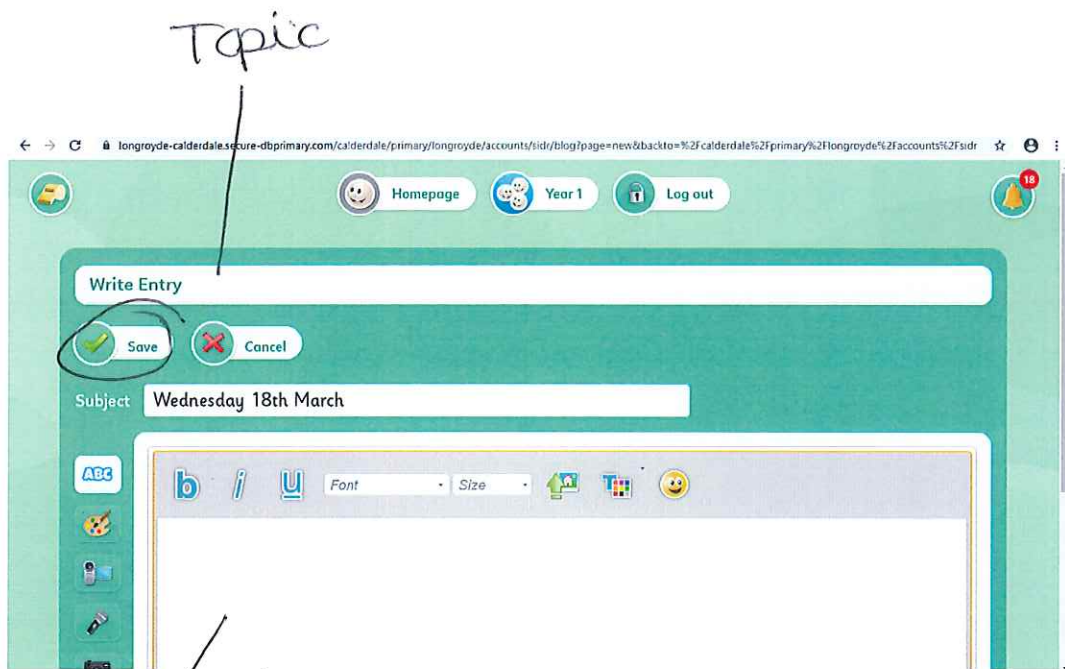 Topic
longroyde-calderdale.secure-dbprimary.com/calderdale/primary/longroyde/accounts/sidr/blog?page=new&backto=%2Fcalderdale%2Fprimary%2Flongroyde%2Faccounts%2Fsidr
Homepage Year 1 Log out 18
Write Entry
Save Cancel
Subject Wednesday 18th March
ABC b i U Font Size T